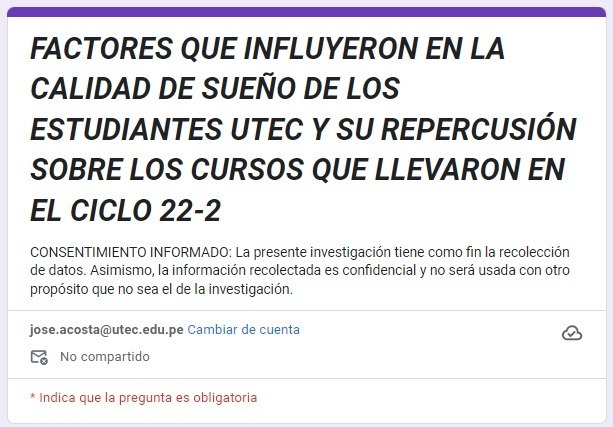 FACTORES QUE INFLUYERON EN LA
CALIDAD DE SUEÑO DE LOS
ESTUDIANTES UTEC Y SU REPERCUSIÓN
SOBRE LOS CURSOS QUE LLEVARON EN
EL CICLO 22-2
CONSENTIMIENTO INFORMADO: La presente investigación tiene como fin la recolección
de datos. Asimismo, la información recolectada es confidencial y no será usada con otro
propósito que no sea el de la investigación.
jose.acosta@utec.edu.pe Cambiar de cuenta
No compartido
* Indica que la pregunta es obligatoria